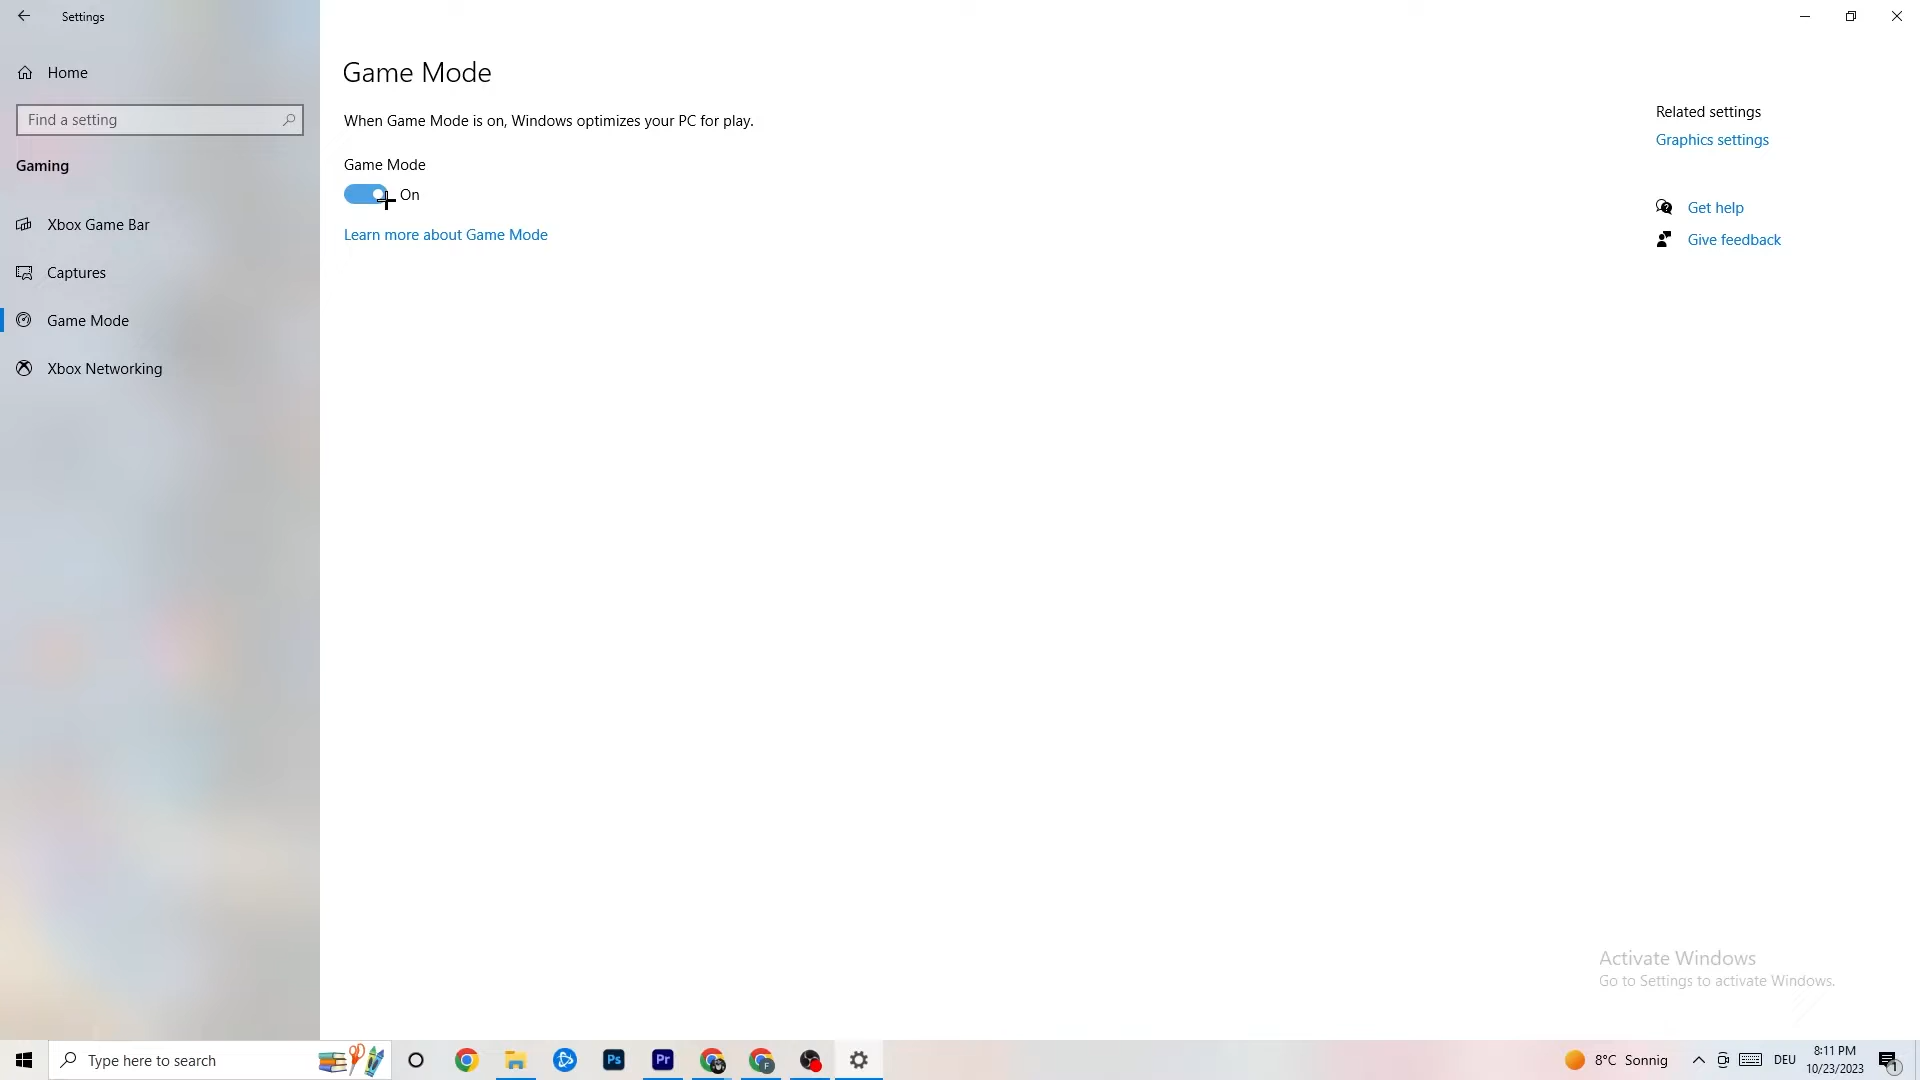 Settings
Home
Find a setting
Gaming
Xbox Game Bar
Captures
Game Mode
Xbox Networking
Game Mode
When Game Mode is on, Windows optimizes your PC for play.
Game Mode
On
Learn more about Game Mode
Related settings
Graphics settings
Get help
Give feedback
Activate Windows
Go to Settings to activate Windows.
Type here to search
Ps
Pr
F
8°C Sonnig
DEU
8:11 PM
10/23/2023
1